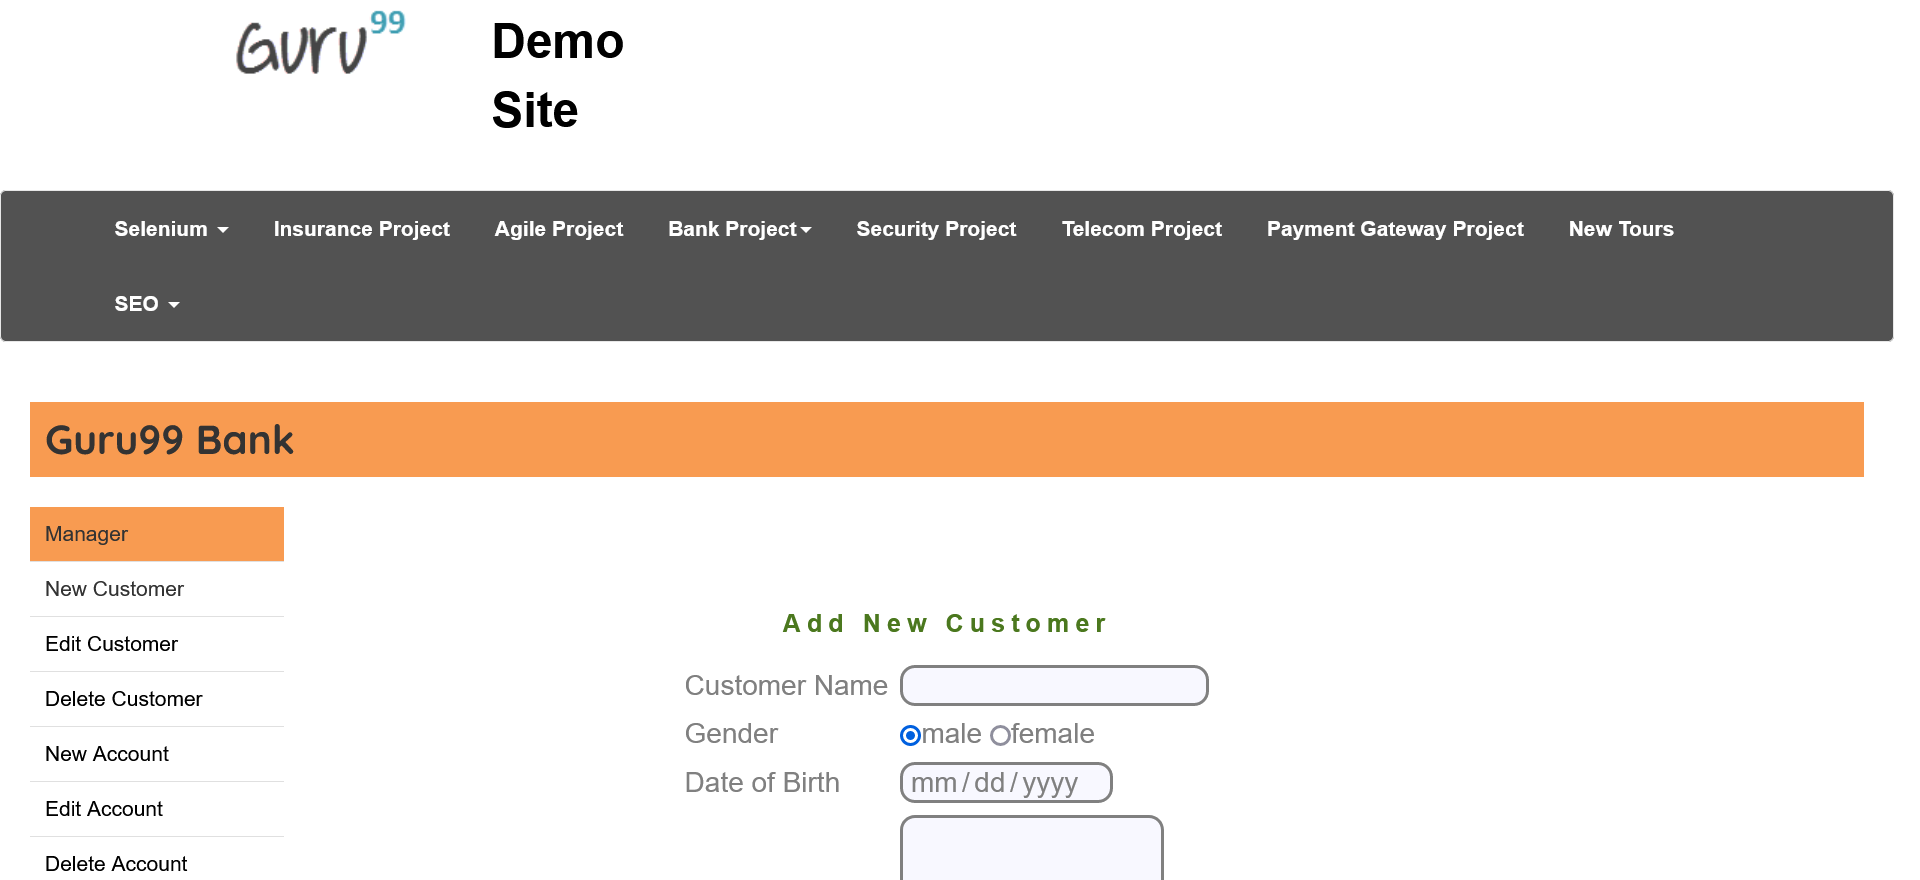 Guru99
Demo
Site
Selenium Insurance Project Agile Project Bank Project Security Project Telecom Project Payment Gateway Project New Tours
SEO
Guru99 Bank
Manager
New Customer
Edit Customer
Delete Customer
New Account
Edit Account
Delete Account
Add New Customer
Customer Name
Gender male female
Date of Birth mm/dd/yyyy